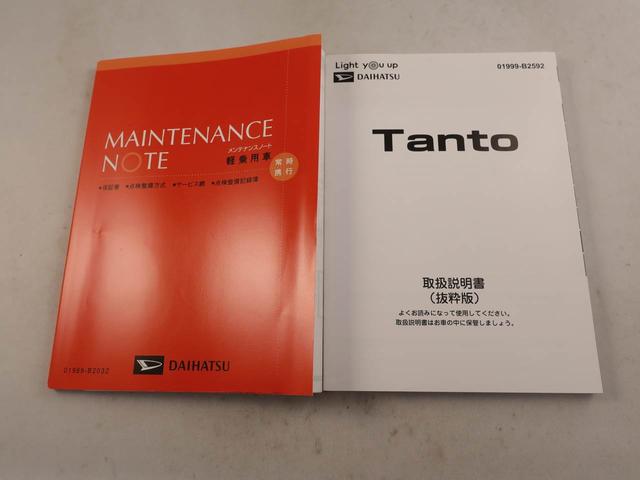 MAINTENANCE
NOTE
メンテナンスノート
軽乗用車
常時
携行
●保証書 ●点検整備方式 ●サービス網 ●点検整備記録簿
DAIHATSU
01999-B2032
Light you up
DAIHATSU
01999-B2592
Tanto
取扱説明書
（抜粋版）
よくお読みになって使用してください。
取扱説明書はお車の中に保管しましょう。